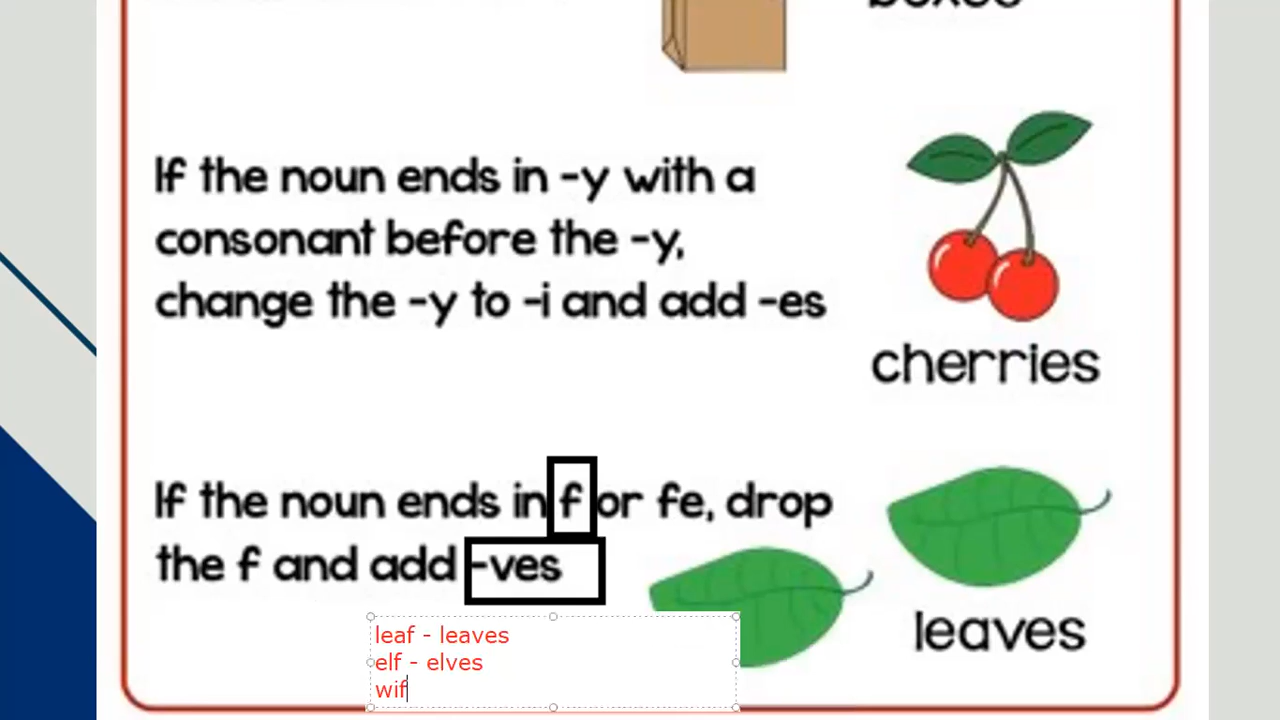 boxes
If the noun ends in -y with a
consonant before the -y,
change the -y to -i and add -es
cherries
If the noun ends in f or fe, drop
the f and add -ves
leaves
leaf - leaves
elf - elves
wif